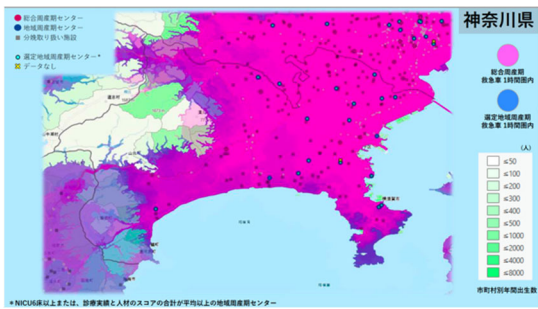 神奈川県
総合周産期センター
地域周産期センター
分娩取り扱い施設
選定地域周産期センター*
データなし
総合周産期
救急車 1時間圏内
選定地域周産期
救急車 1時間圏内
(人)
≤50
≤100
≤200
≤300
≤400
≤500
≤1000
≤2000
≤4000
≤8000
市町村別年間出生数
*NICU6床以上または、診療実績と人材のスコアの合計が平均以上の地域周産期センター